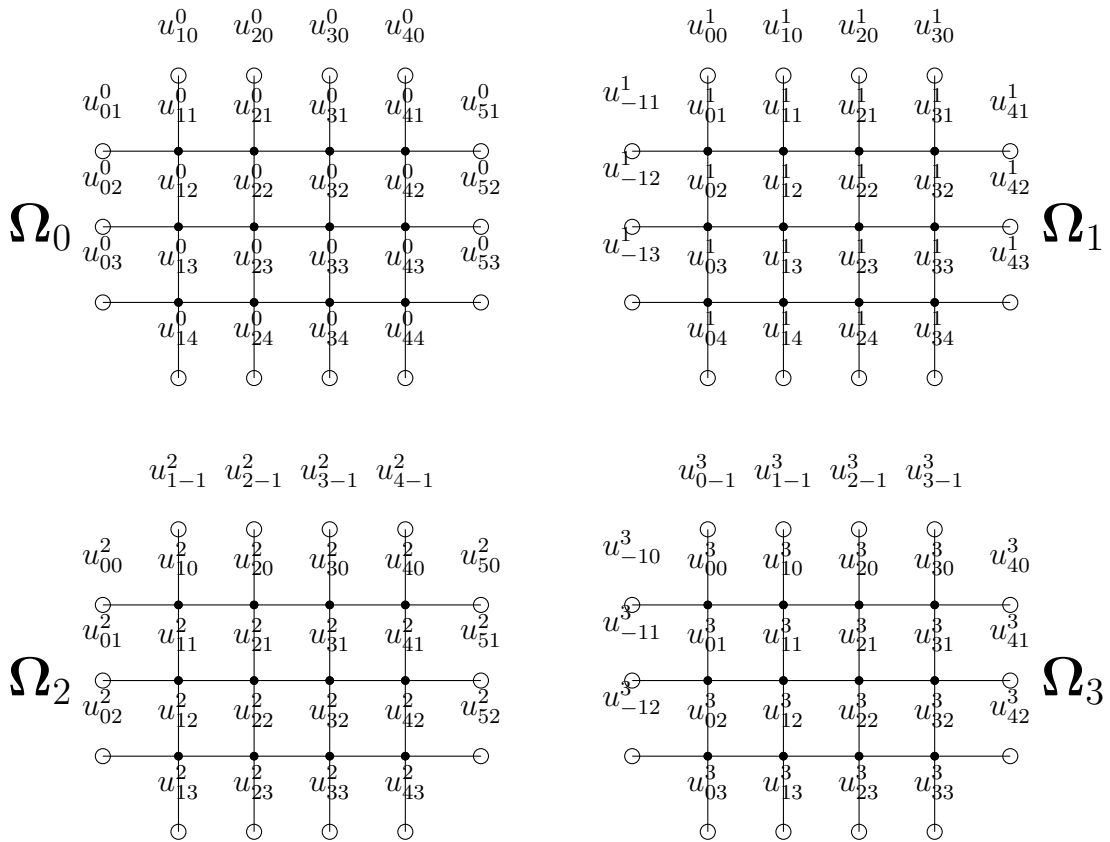 u^0_{10} u^0_{20} u^0_{30} u^0_{40}
u^0_{01} u^0_{11} u^0_{21} u^0_{31} u^0_{41} u^0_{51}
u^0_{02} u^0_{12} u^0_{22} u^0_{32} u^0_{42} u^0_{52}
Ω_0
u^0_{03} u^0_{13} u^0_{23} u^0_{33} u^0_{43} u^0_{53}
u^0_{14} u^0_{24} u^0_{34} u^0_{44}
u^1_{00} u^1_{10} u^1_{20} u^1_{30}
u^1_{-11} u^1_{01} u^1_{11} u^1_{21} u^1_{31} u^1_{41}
u^1_{-12} u^1_{02} u^1_{12} u^1_{22} u^1_{32} u^1_{42}
Ω_1
u^1_{-13} u^1_{03} u^1_{13} u^1_{23} u^1_{33} u^1_{43}
u^1_{04} u^1_{14} u^1_{24} u^1_{34}
u^2_{1-1} u^2_{2-1} u^2_{3-1} u^2_{4-1}
u^2_{00} u^2_{10} u^2_{20} u^2_{30} u^2_{40} u^2_{50}
u^2_{01} u^2_{11} u^2_{21} u^2_{31} u^2_{41} u^2_{51}
Ω_2
u^2_{02} u^2_{12} u^2_{22} u^2_{32} u^2_{42} u^2_{52}
u^2_{13} u^2_{23} u^2_{33} u^2_{43}
u^3_{0-1} u^3_{1-1} u^3_{2-1} u^3_{3-1}
u^3_{-10} u^3_{00} u^3_{10} u^3_{20} u^3_{30} u^3_{40}
u^3_{-11} u^3_{01} u^3_{11} u^3_{21} u^3_{31} u^3_{41}
Ω_3
u^3_{-12} u^3_{02} u^3_{12} u^3_{22} u^3_{32} u^3_{42}
u^3_{03} u^3_{13} u^3_{23} u^3_{33}